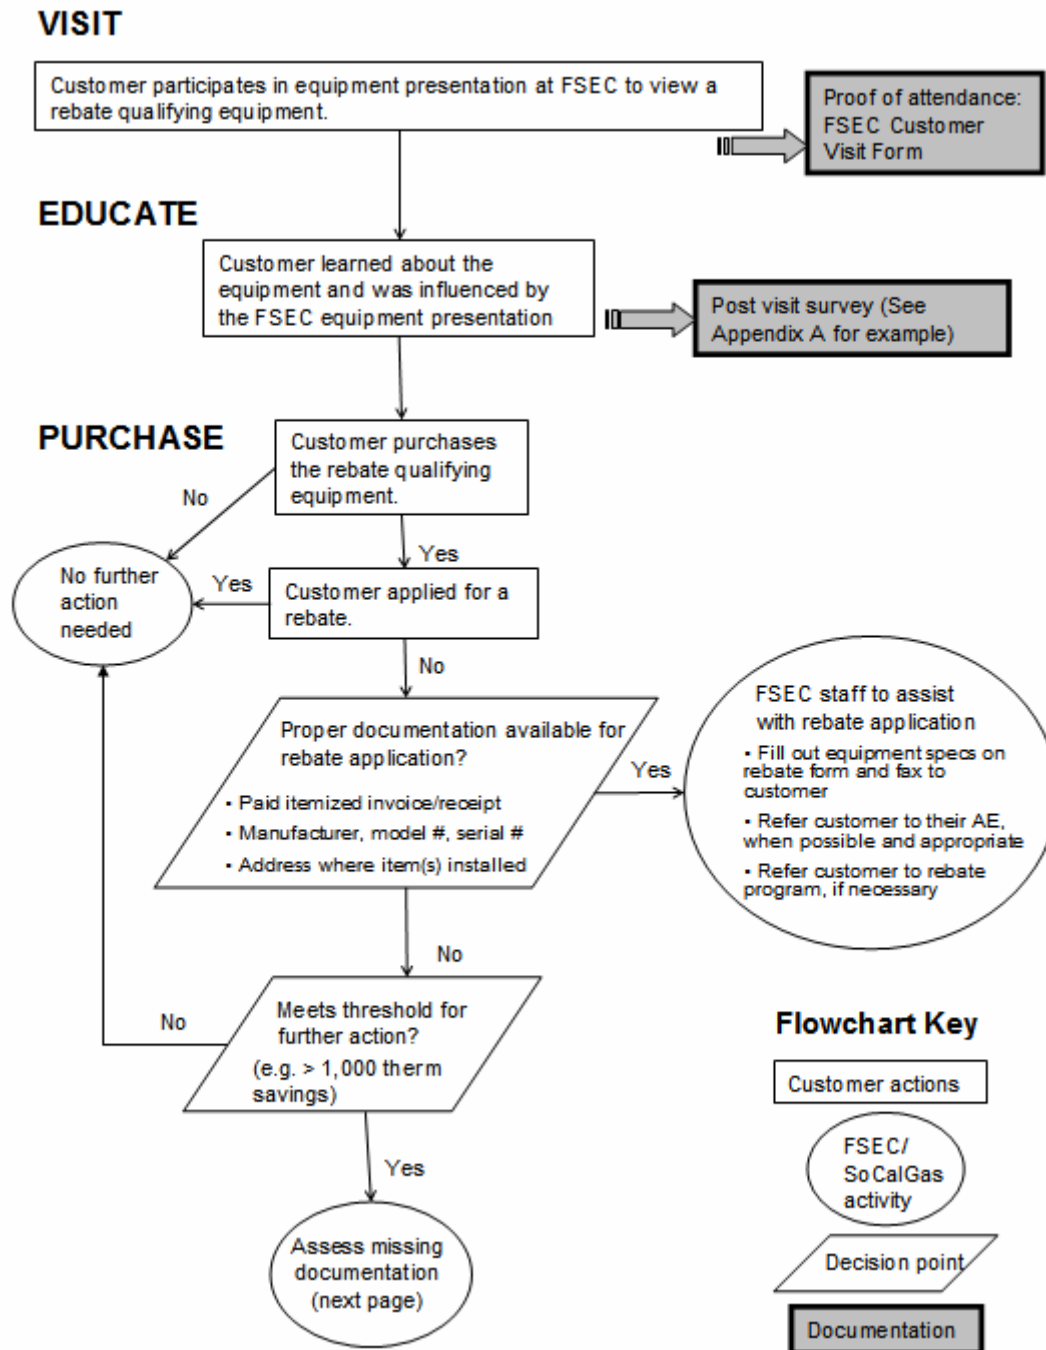 VISIT
Customer participates in equipment presentation at FSEC to view a
rebate qualifying equipment.
Proof of attendance:
FSEC Customer
Visit Form
EDUCATE
Customer learned about the
equipment and was influenced by
the FSEC equipment presentation
Post visit survey (See
Appendix A for example)
PURCHASE
Customer purchases
the rebate qualifying
equipment.
No
Yes
No further
action
needed
Yes
Customer applied for a
rebate.
No
Proper documentation available for
rebate application?
• Paid itemized invoice/receipt
• Manufacturer, model #, serial #
• Address where item(s) installed
Yes
FSEC staff to assist
with rebate application
• Fill out equipment specs on
rebate form and fax to
customer
• Refer customer to their AE,
when possible and appropriate
• Refer customer to rebate
program, if necessary
No
Meets threshold for
further action?
(e.g. > 1,000 therm
savings)
No
Yes
Assess missing
documentation
(next page)
Flowchart Key
Customer actions
FSEC/
SoCalGas
activity
Decision point
Documentation